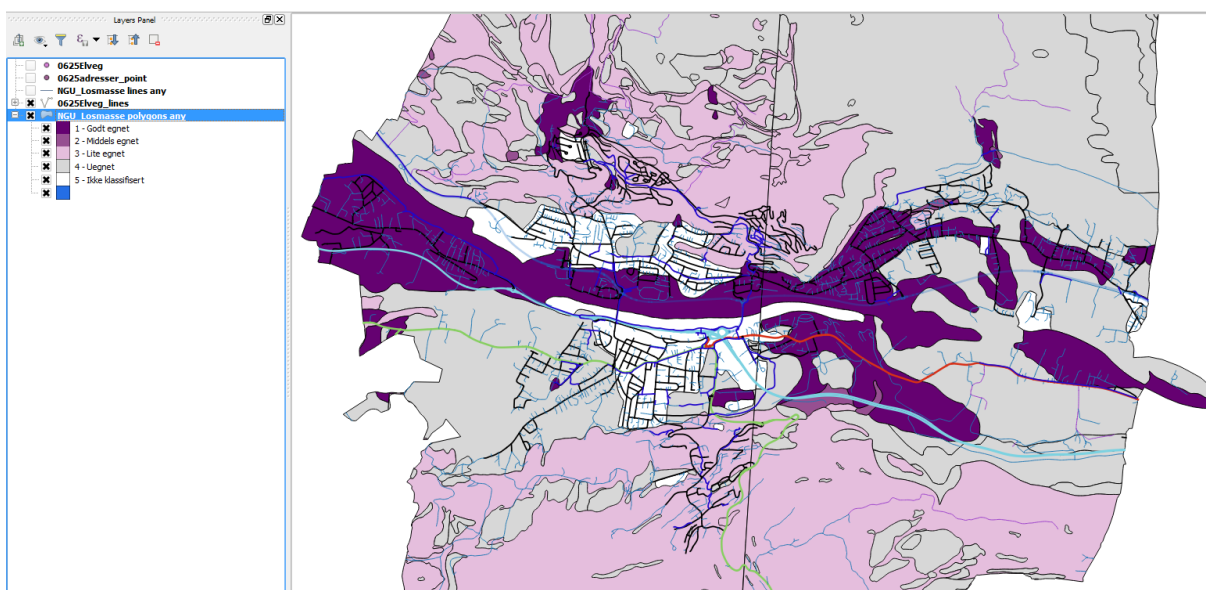 Layers Panel
0625Elveg
0625adresser_point
NGU_Losmasse lines any
0625Elveg_lines
NGU_Losmasse polygons any
1 - Godt egnet
2 - Middels egnet
3 - Lite egnet
4 - Uegnet
5 - Ikke klassifisert